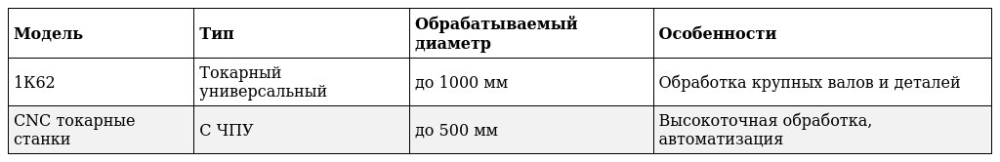 Модель Тип Обрабатываемый диаметр Особенности
1К62 Токарный универсальный до 1000 мм Обработка крупных валов и деталей
CNC токарные станки С ЧПУ до 500 мм Высокоточная обработка, автоматизация